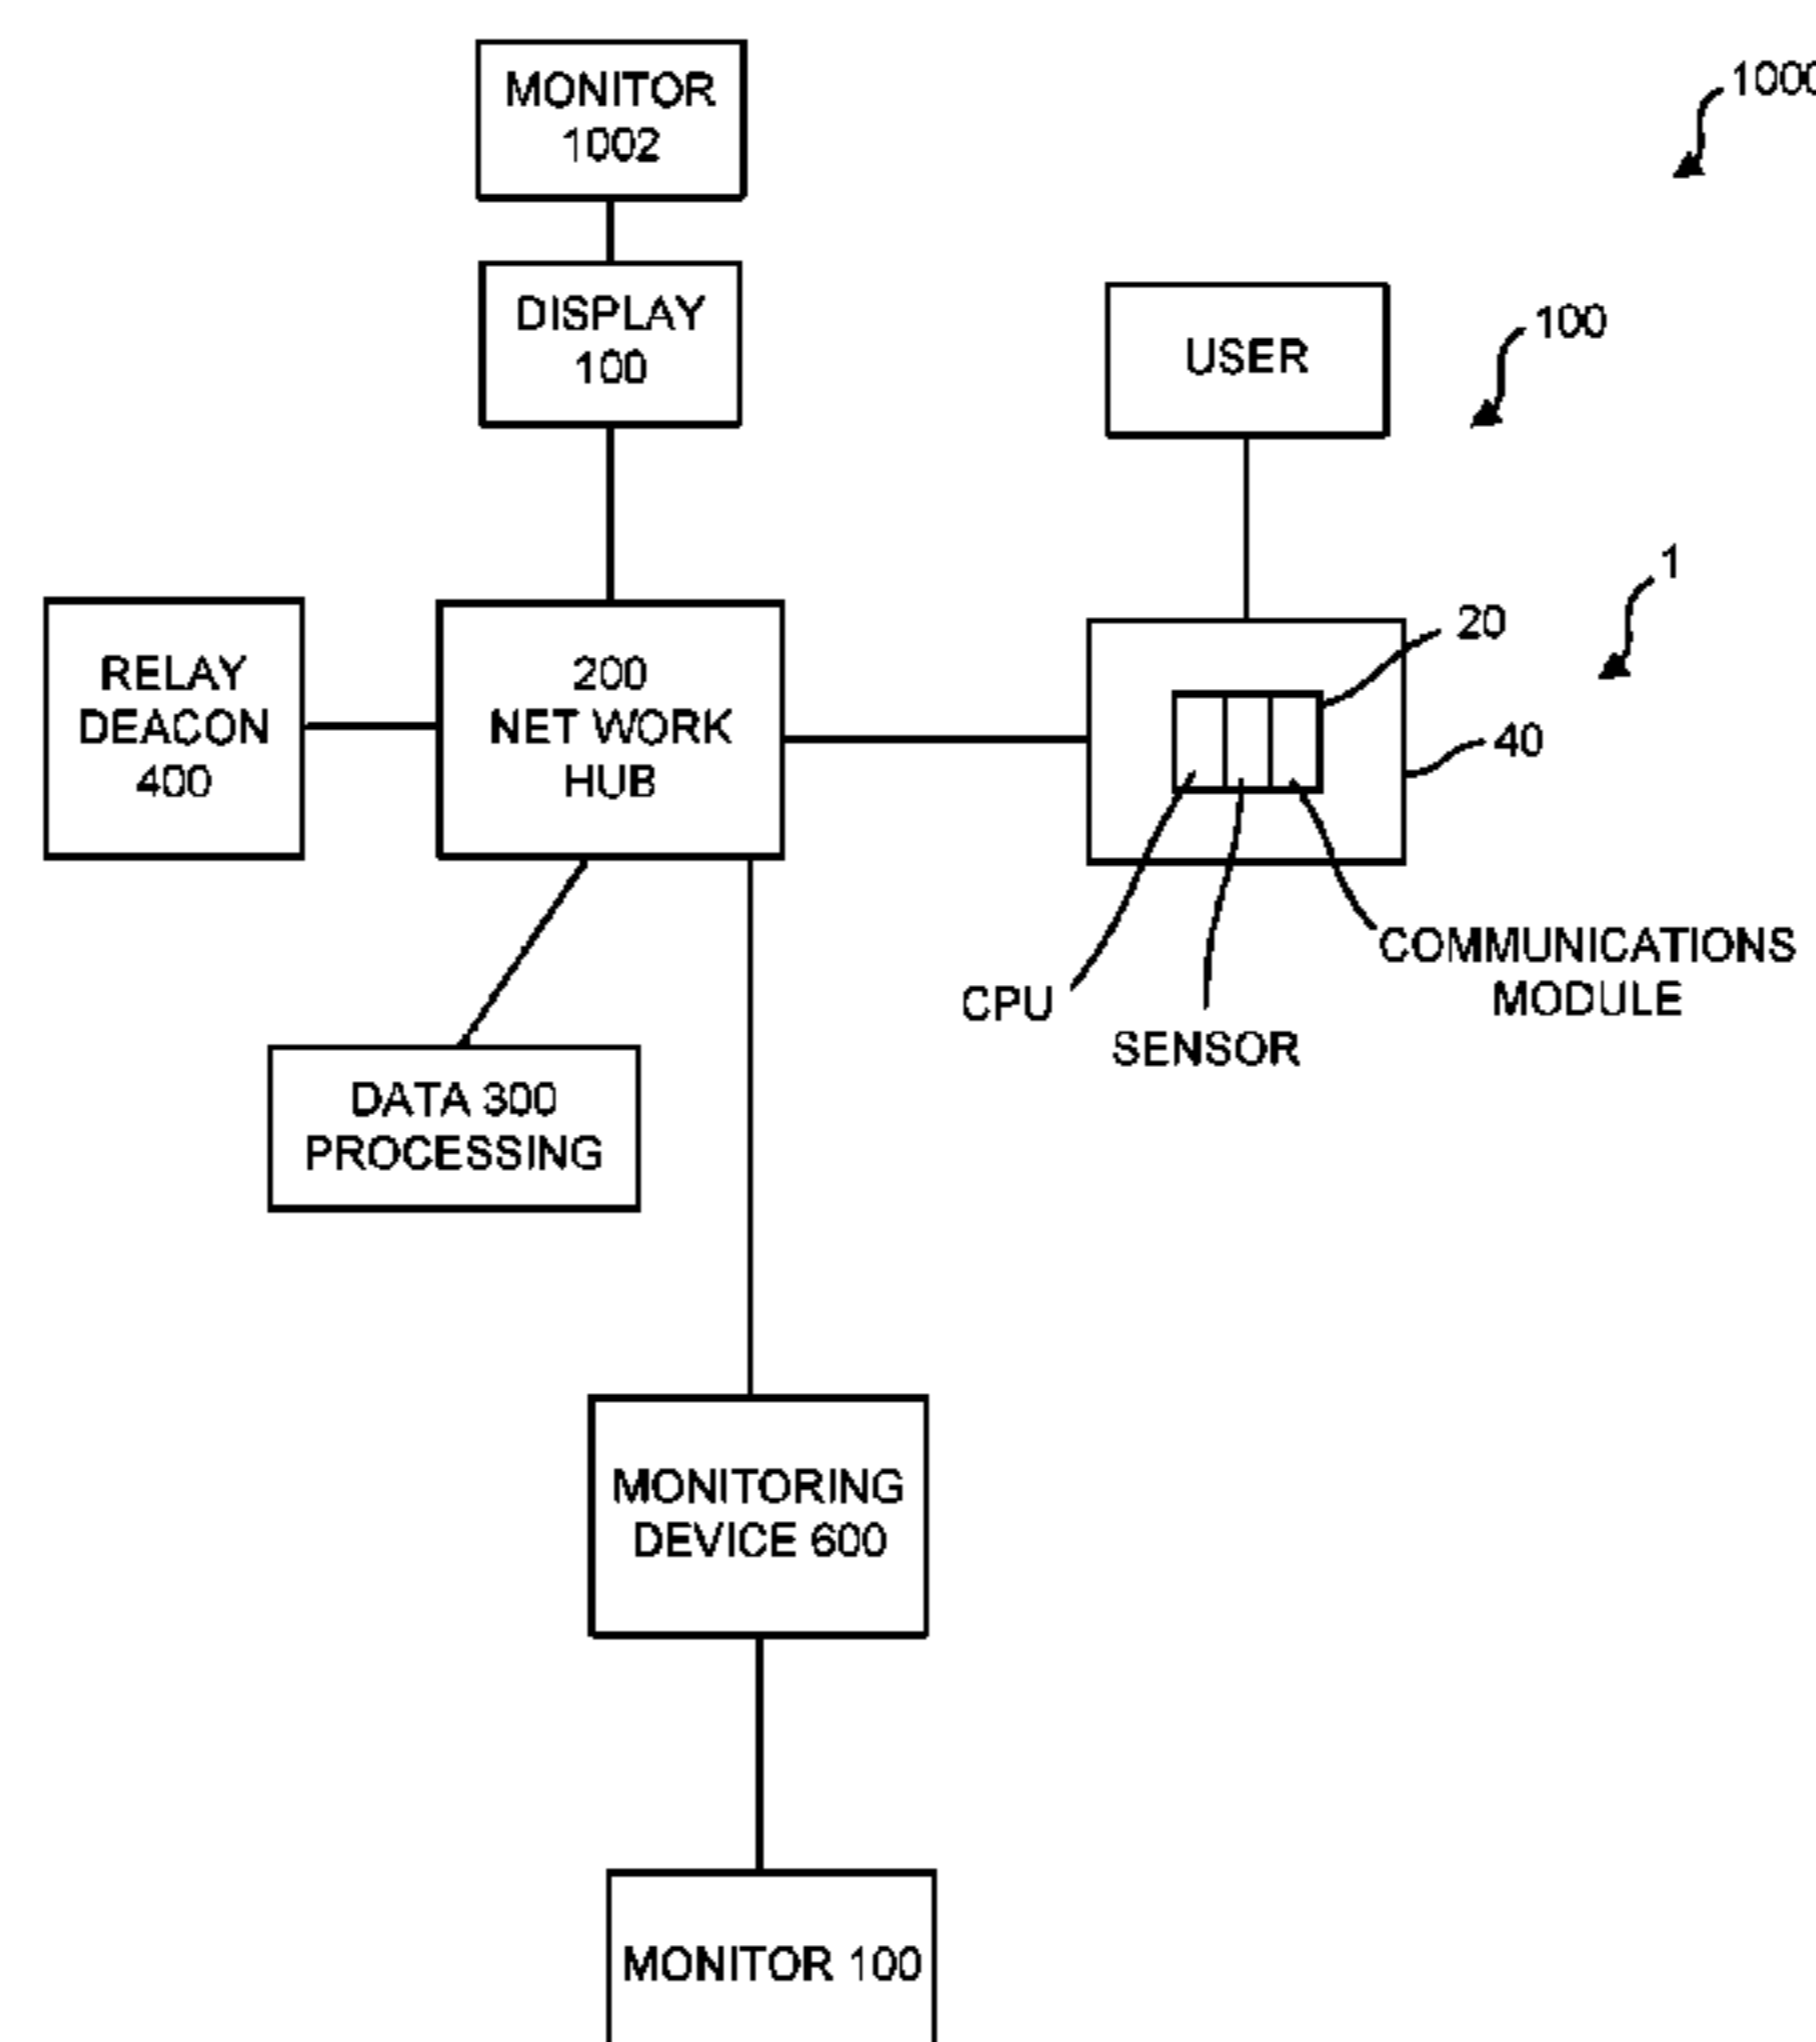 MONITOR
1002
1000
DISPLAY
100
USER
100
1
20
RELAY
DEACON
400
200
NET WORK
HUB
40
COMMUNICATIONS
MODULE
CPU
SENSOR
DATA 300
PROCESSING
MONITORING
DEVICE 600
MONITOR 100